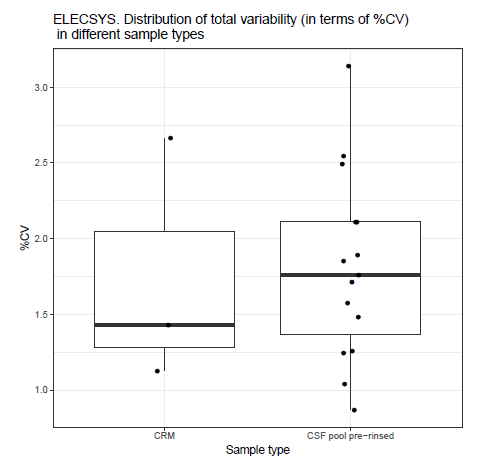 ELECSYS. Distribution of total variability (in terms of %CV)
in different sample types
3.0
2.5
2.0
1.5
1.0
%CV
CRM
CSF pool pre−rinsed
Sample type